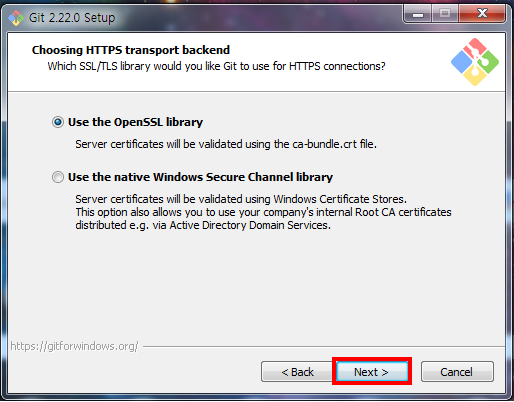 Git 2.22.0 Setup
Choosing HTTPS transport backend
Which SSL/TLS library would you like Git to use for HTTPS connections?
Use the OpenSSL library
Server certificates will be validated using the ca-bundle.crt file.
Use the native Windows Secure Channel library
Server certificates will be validated using Windows Certificate Stores.
This option also allows you to use your company's internal Root CA certificates
distributed e.g. via Active Directory Domain Services.
https://gitforwindows.org/
< Back
Next >
Cancel